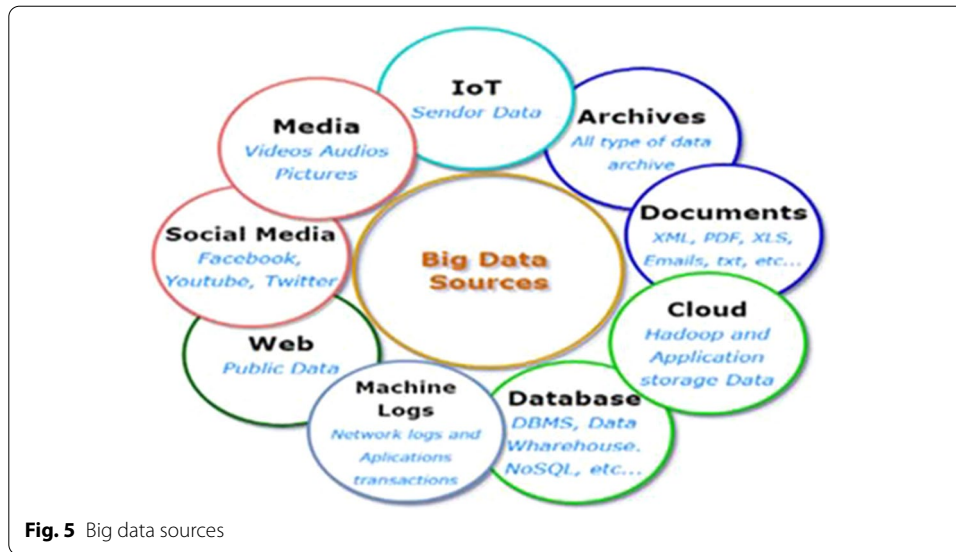 IoT
Sendor Data
Archives
All type of data
archive
Documents
XML, PDF, XLS,
Emails, txt, etc...
Cloud
Hadoop and
Application
storage Data
Database
DBMS, Data
Wharehouse.
NoSQL, etc...
Machine
Logs
Network logs and
Aplications
transactions
Web
Public Data
Social Media
Facebook,
Youtube, Twitter
Media
Videos Audios
Pictures
Big Data
Sources
Fig. 5 Big data sources